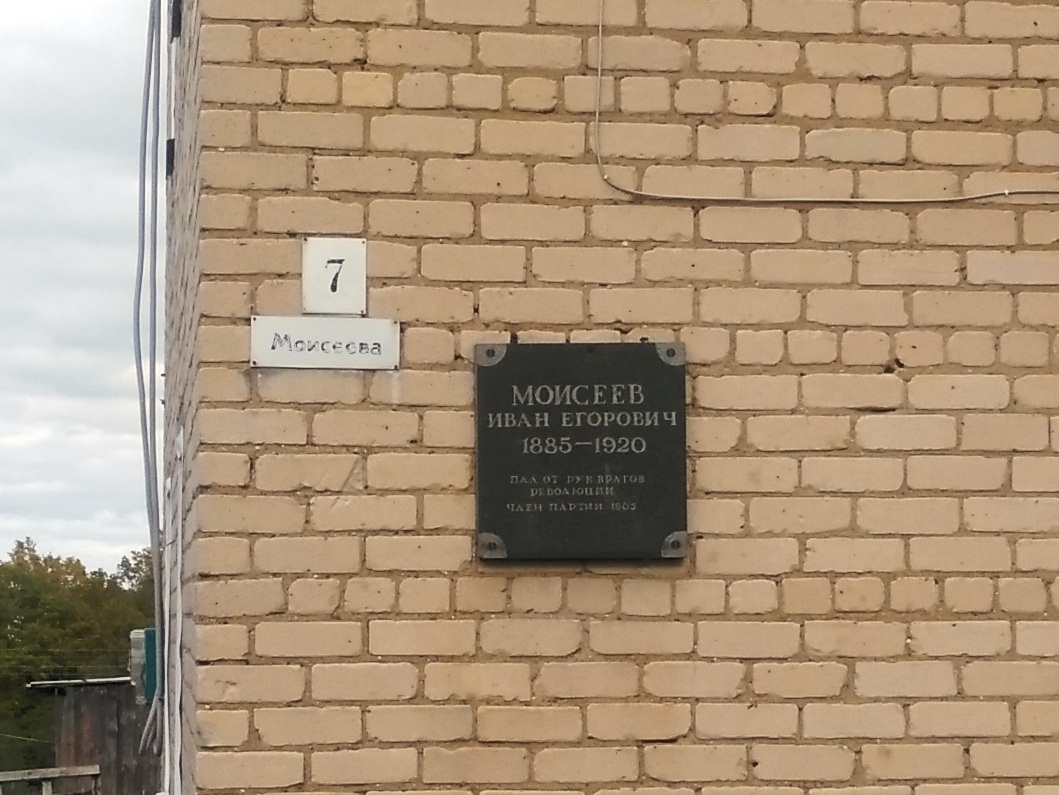 7
Моисеева
МОИСЕЕВ
ИВАН ЕГОРОВИЧ
1885—1920
ПАЛ ОТ РУК ВРАГОВ
РЕВОЛЮЦИИ
ЧЛЕН ПАРТИИ 1905